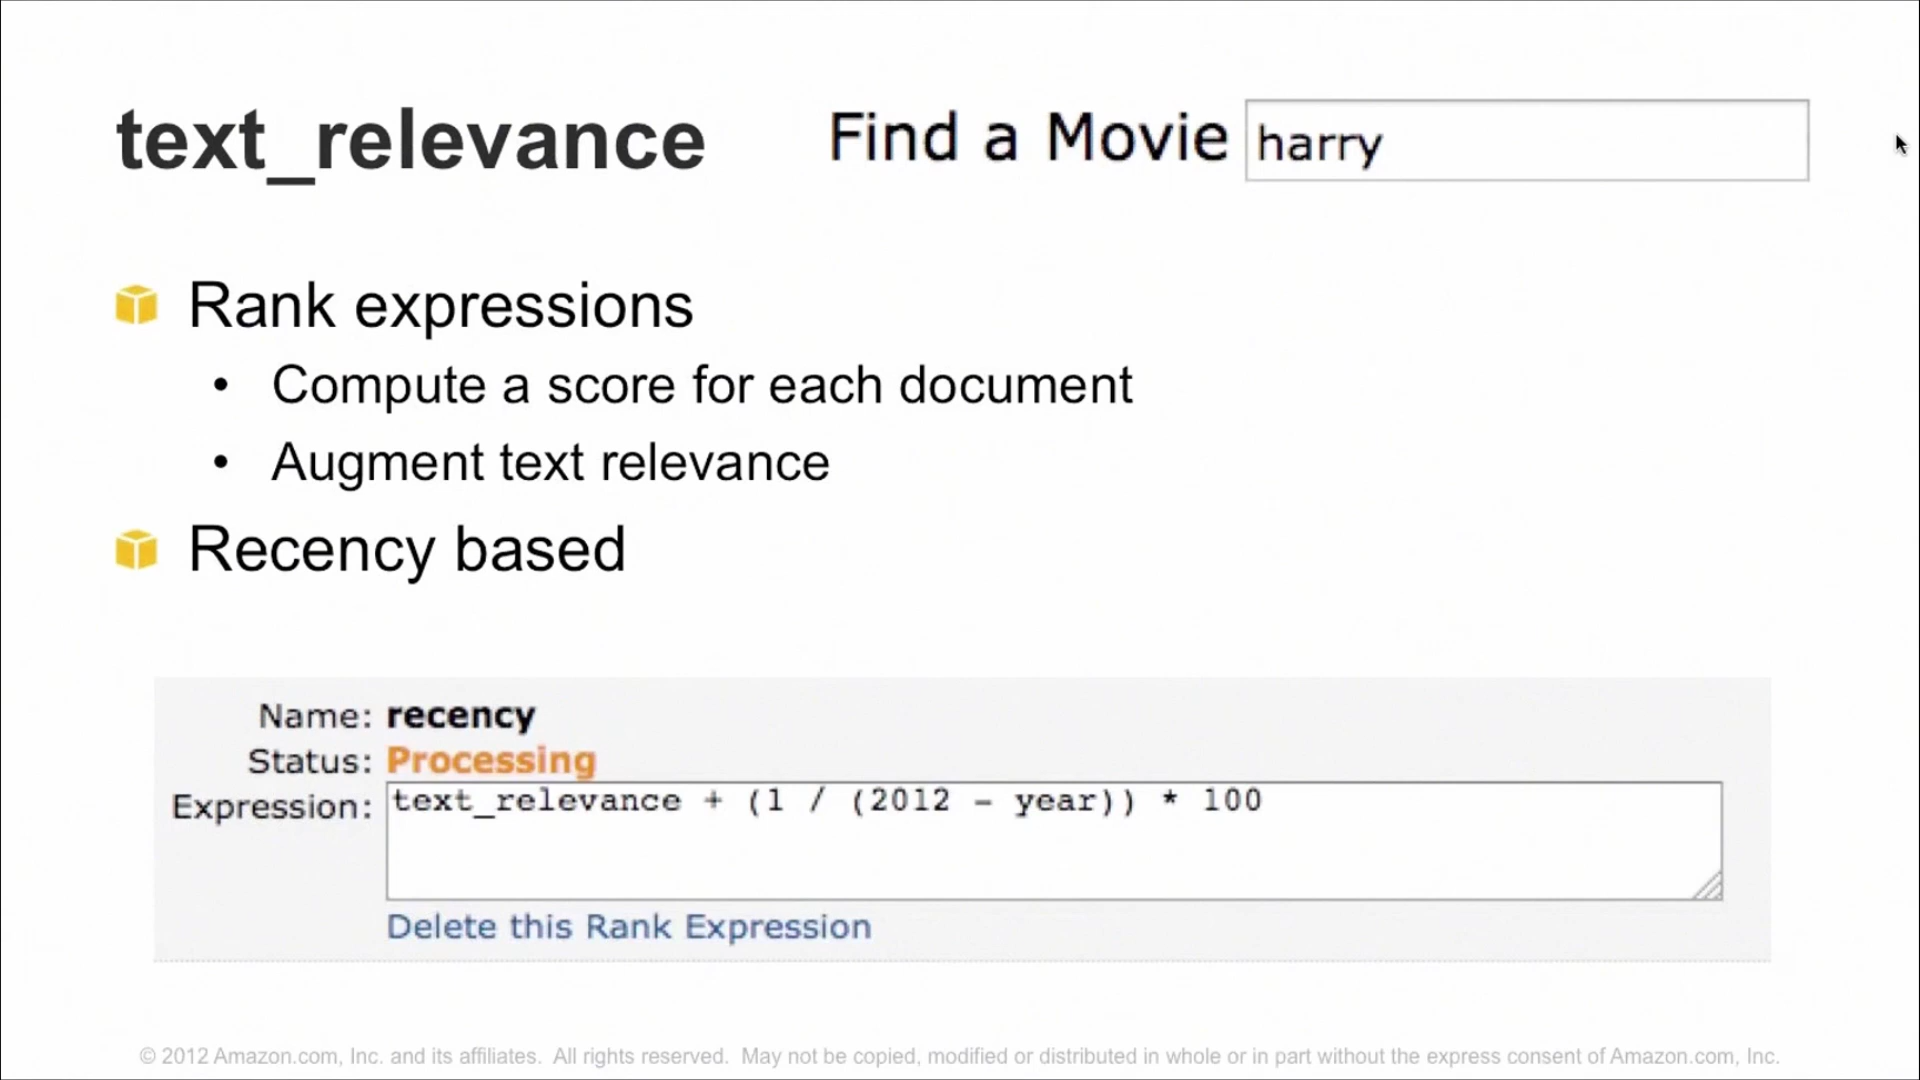 text_relevance
Find a Movie harry
Rank expressions
• Compute a score for each document
• Augment text relevance
Recency based
Name: recency
Status: Processing
Expression: text_relevance + (1 / (2012 - year)) * 100
Delete this Rank Expression
© 2012 Amazon.com, Inc. and its affiliates. All rights reserved. May not be copied, modified or distributed in whole or in part without the express consent of Amazon.com, Inc.